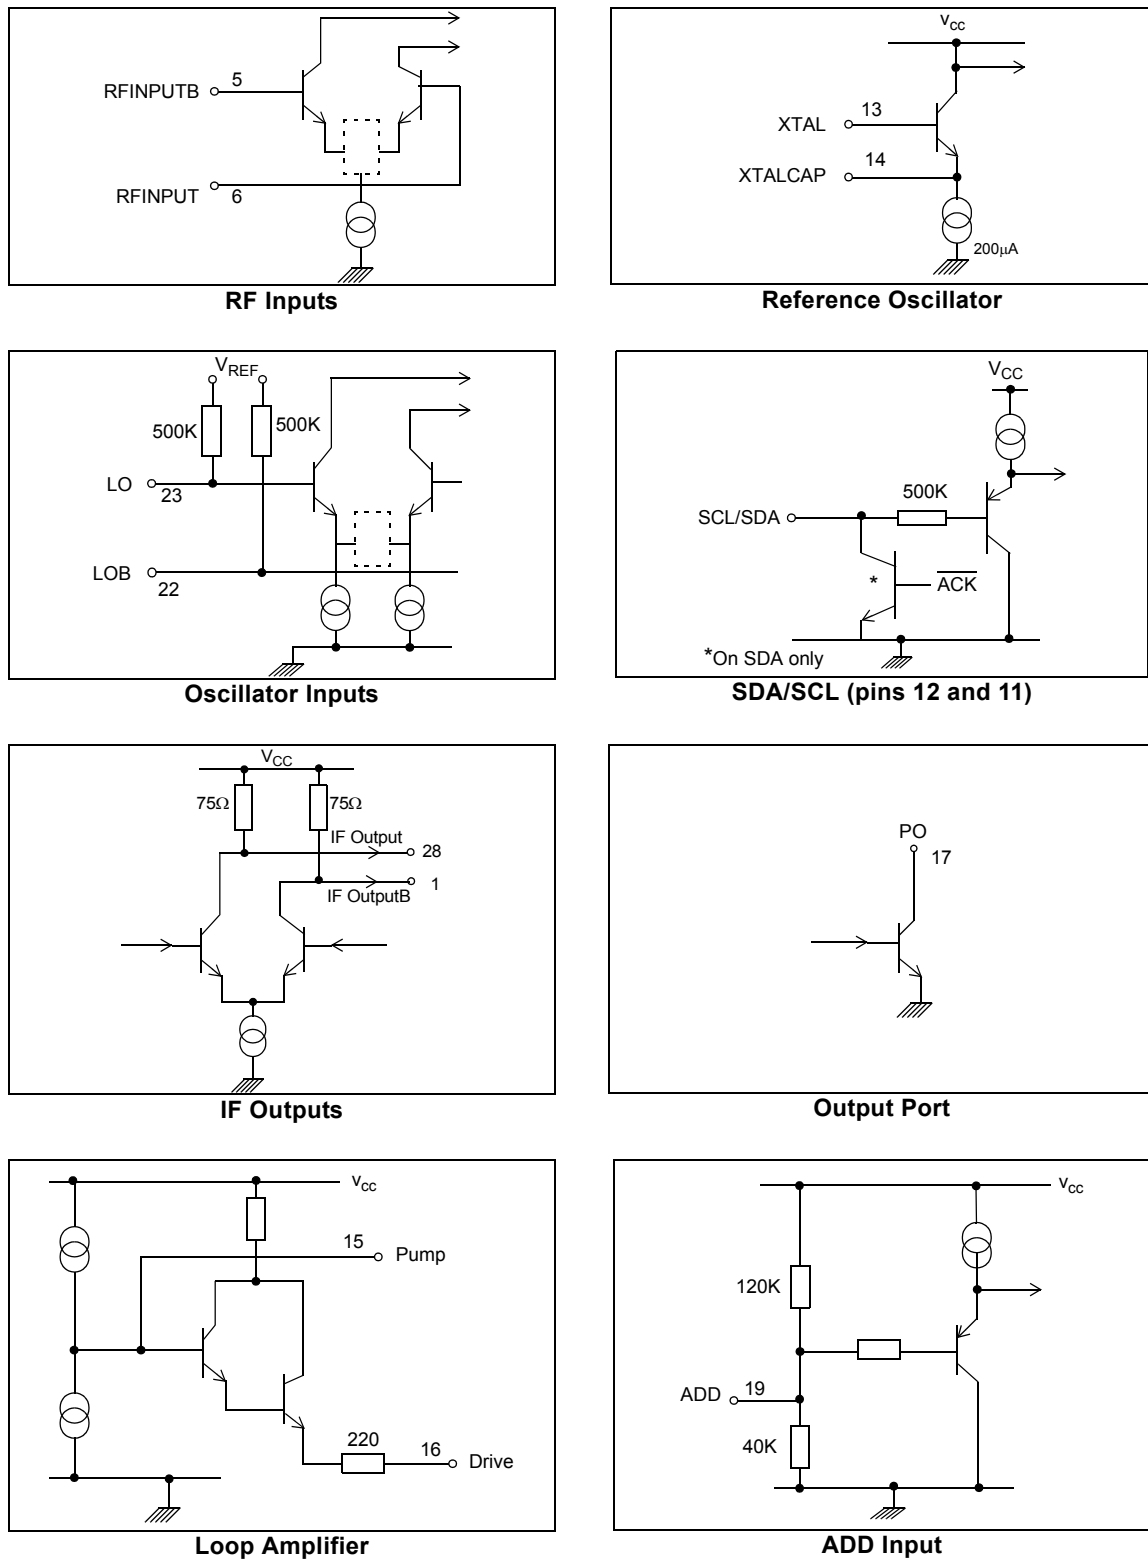 RFINPUTB
5
RFINPUT
6
RF Inputs
VCC
XTAL
13
XTALCAP
14
200µA
Reference Oscillator
VREF
500K
500K
LO
23
LOB
22
Oscillator Inputs
VCC
500K
SCL/SDA
*
ACK
*On SDA only
SDA/SCL (pins 12 and 11)
VCC
75Ω
75Ω
IF Output
28
IF OutputB
1
IF Outputs
PO
17
Output Port
VCC
15
Pump
220
16
Drive
Loop Amplifier
VCC
120K
ADD
19
40K
ADD Input